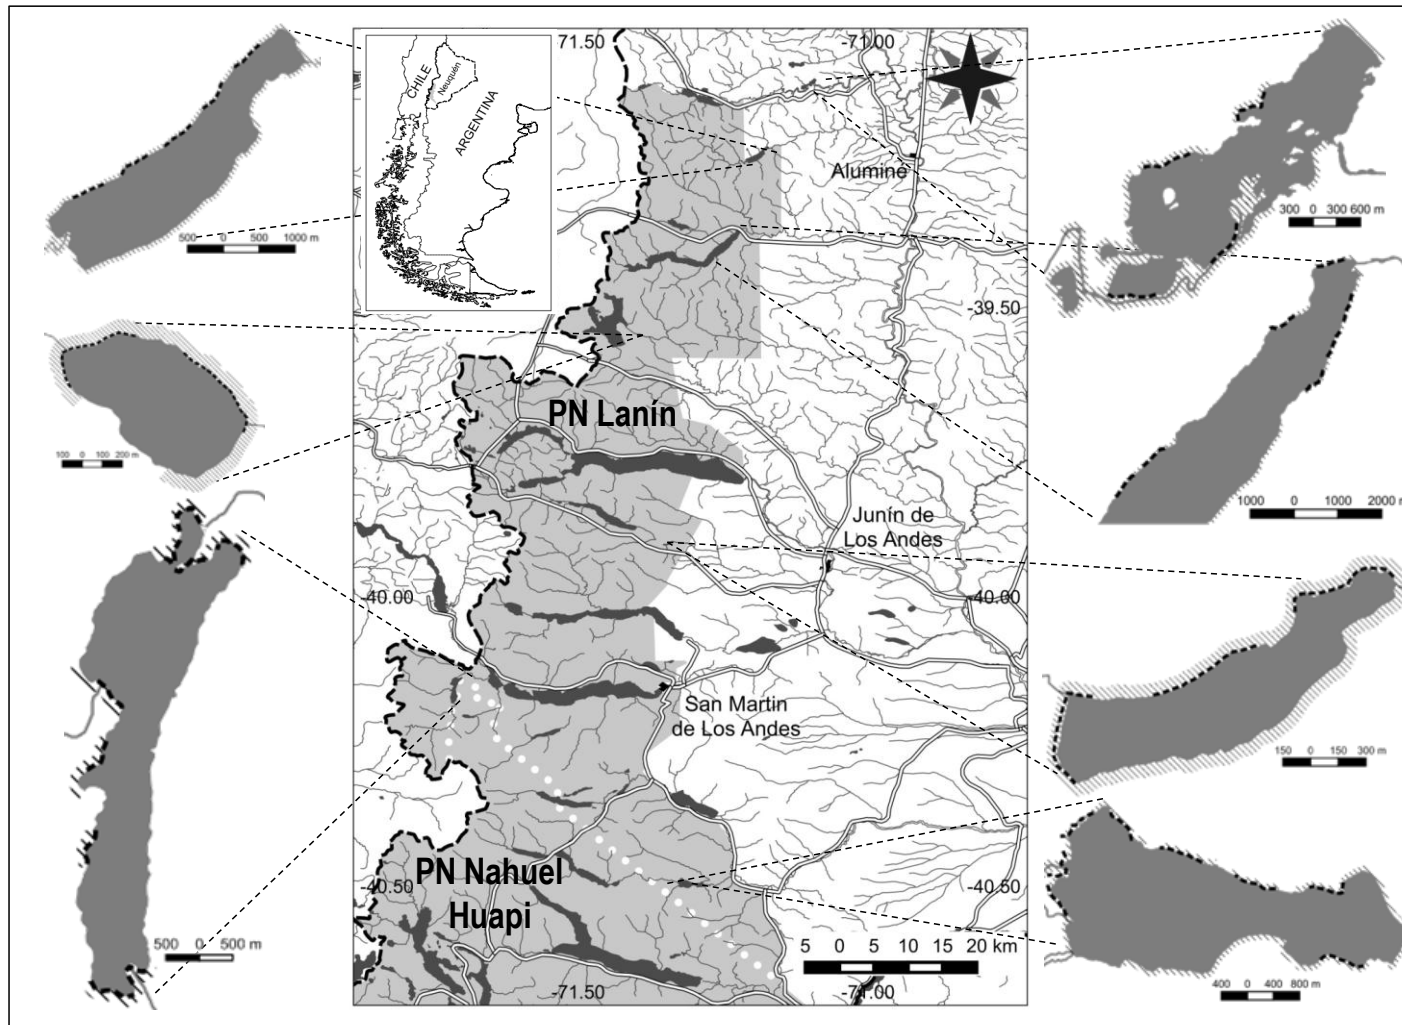 -71.50
-71.00
CHILE
Neuquén
ARGENTINA
Alumine
300 0 300 600 m
500 0 500 1000 m
-39.50
PN Lanín
100 0 100 200 m
1000 0 1000 2000 m
Junín de
Los Andes
-40.00
-40.00
San Martin
de Los Andes
150 0 150 300 m
PN Nahuel
Huapi
-40.50
-40.50
500 0 500 m
5 0 5 10 15 20 km
400 0 400 800 m
-71.50
-71.00